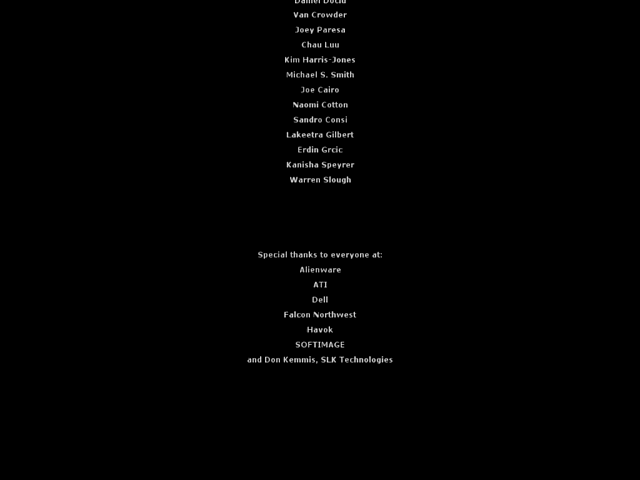 Daniel Dociu
Van Crowder
Joey Paresa
Chau Luu
Kim Harris-Jones
Michael S. Smith
Joe Cairo
Naomi Cotton
Sandro Consi
Lakeetra Gilbert
Erdin Grcic
Kanisha Speyrer
Warren Slough
Special thanks to everyone at:
Alienware
ATI
Dell
Falcon Northwest
Havok
SOFTIMAGE
and Don Kemmis, SLK Technologies